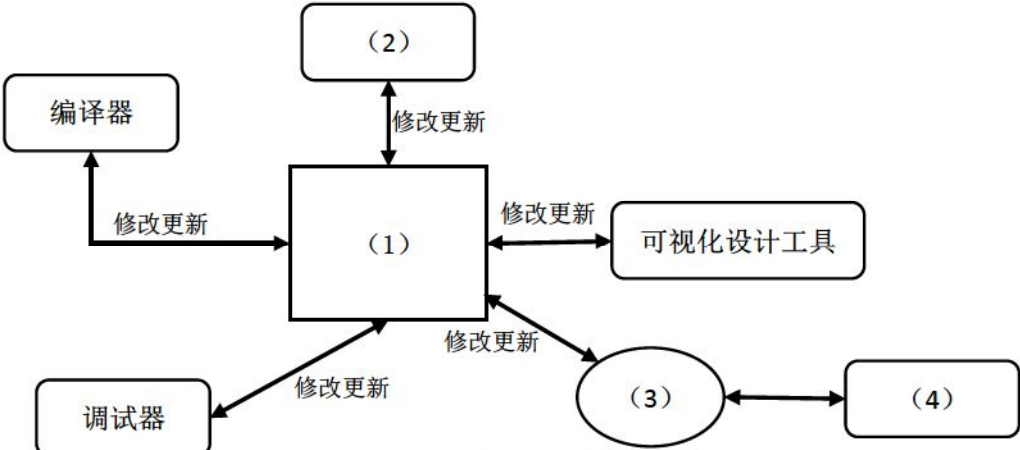 （2）
编译器
修改更新
修改更新
修改更新
（1）
可视化设计工具
修改更新
修改更新
调试器
（3）
（4）